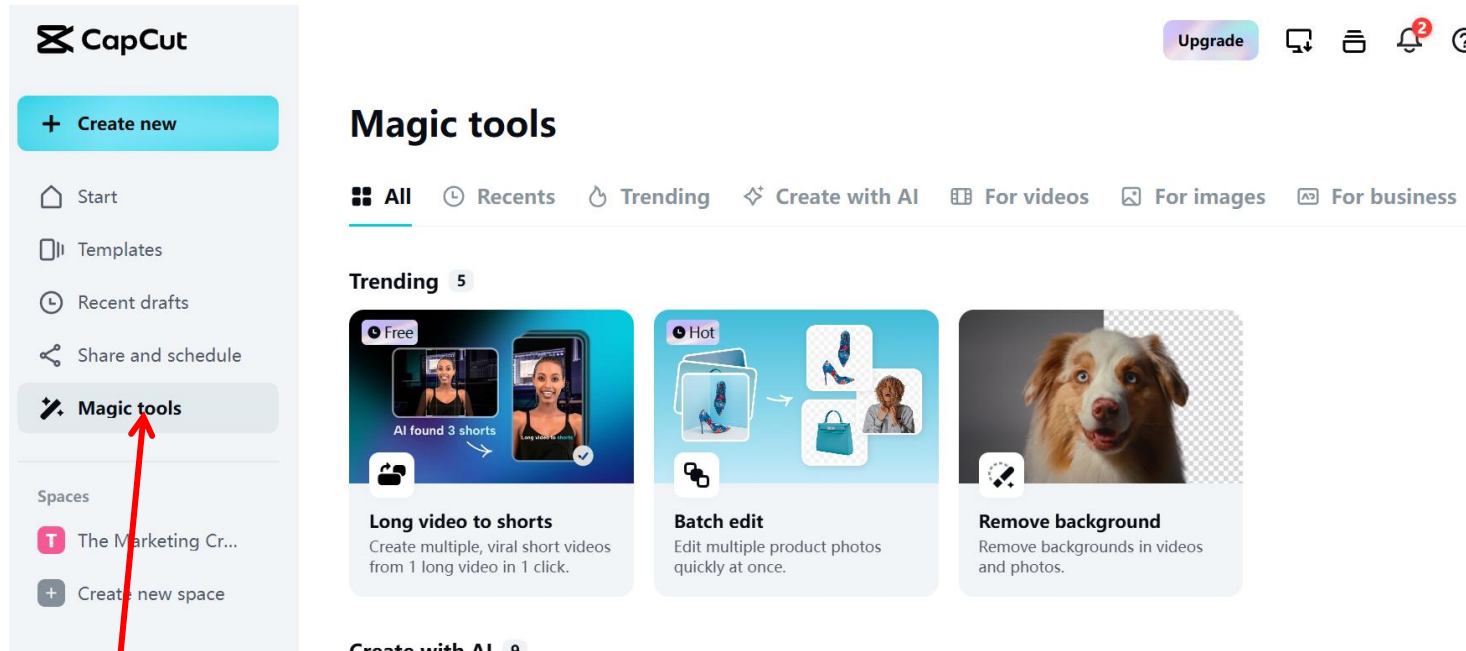 CapCut
Upgrade
2
Create new
Start
Templates
Recent drafts
Share and schedule
Magic tools
Spaces
T The Marketing Cr...
Create new space
Magic tools
All Recents Trending Create with AI For videos For images For business
Trending 5
Free
AI found 3 shorts
Long video to shorts
Long video to shorts
Create multiple, viral short videos
from 1 long video in 1 click.
Hot
Batch edit
Edit multiple product photos
quickly at once.
Remove background
Remove backgrounds in videos
and photos.
Create with AI 9